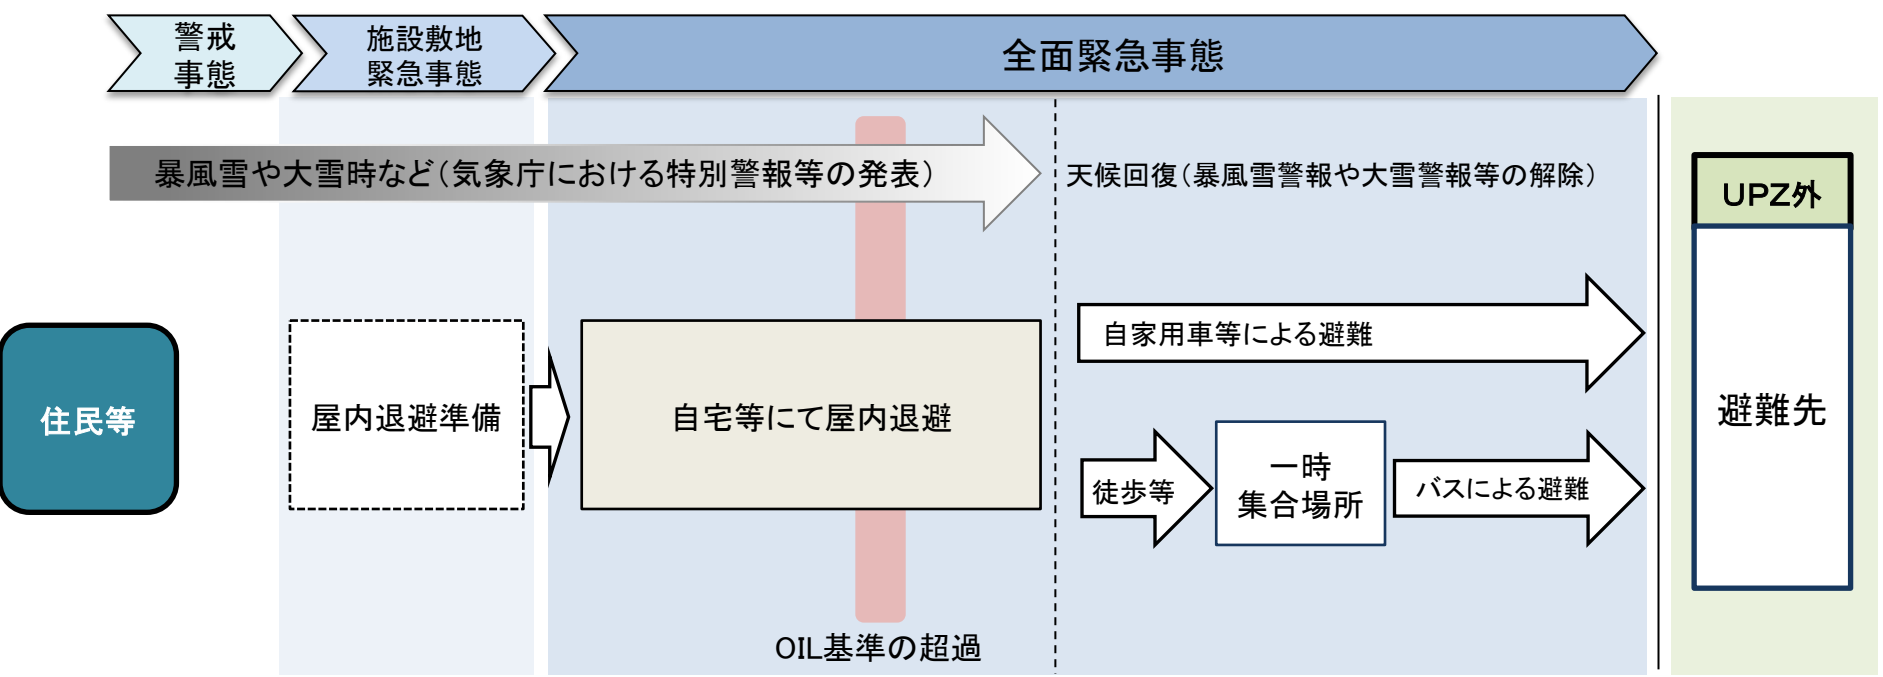 警戒
事態
施設敷地
緊急事態
全面緊急事態
暴風雪や大雪時など（気象庁における特別警報等の発表）
天候回復（暴風雪警報や大雪警報等の解除）
UPZ外
住民等
屋内退避準備
自宅等にて屋内退避
自家用車等による避難
徒歩等
一時
集合場所
バスによる避難
避難先
OIL基準の超過